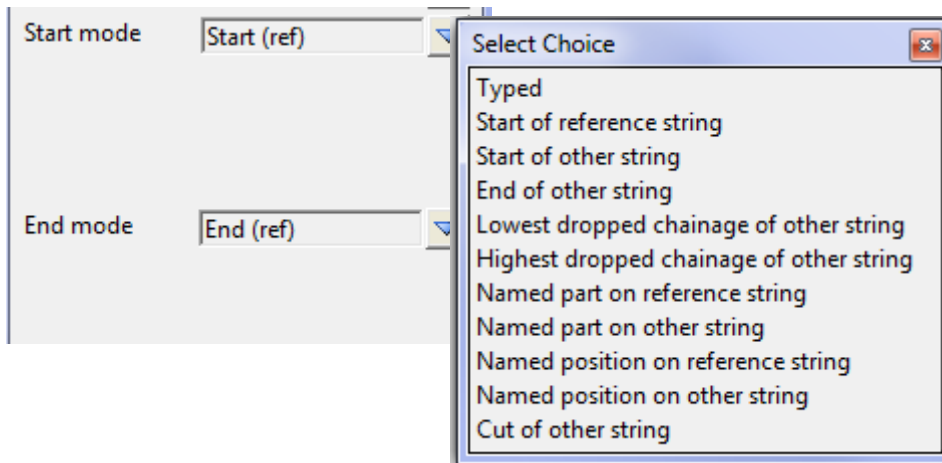 Start mode
Start (ref)
End mode
End (ref)
Select Choice
Typed
Start of reference string
Start of other string
End of other string
Lowest dropped chainage of other string
Highest dropped chainage of other string
Named part on reference string
Named part on other string
Named position on reference string
Named position on other string
Cut of other string